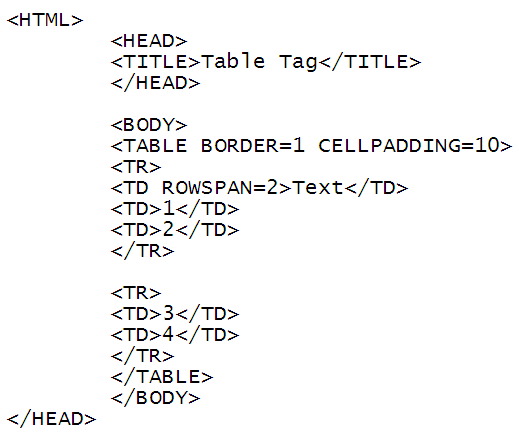 <HTML>
<HEAD>
<TITLE>Table Tag</TITLE>
</HEAD>
<BODY>
<TABLE BORDER=1 CELLPADDING=10>
<TR>
<TD ROWSPAN=2>Text</TD>
<TD>1</TD>
<TD>2</TD>
</TR>
<TR>
<TD>3</TD>
<TD>4</TD>
</TR>
</TABLE>
</BODY>
</HEAD>